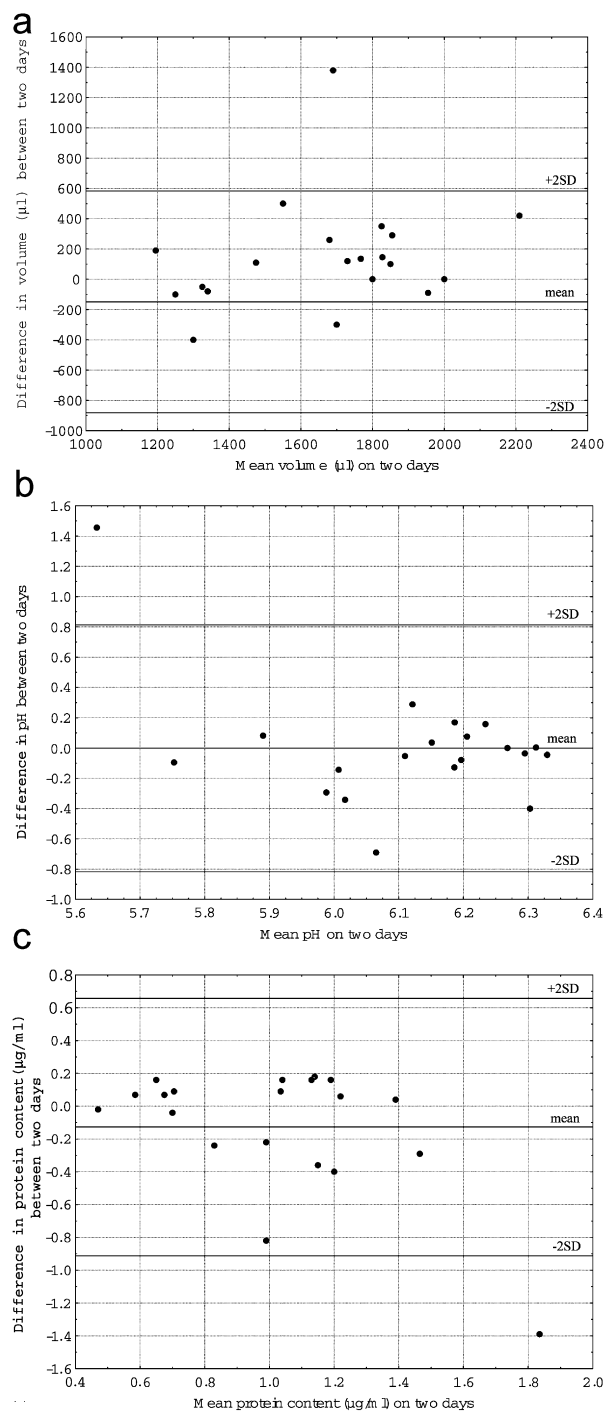 a
Difference in volume (µl) between two days
1600
1400
1200
1000
800
600
400
200
0
-200
-400
-600
-800
-1000
+2SD
mean
-2SD
1000 1200 1400 1600 1800 2000 2200 2400
Mean volume (µl) on two days
b
Difference in pH between two days
1.6
1.4
1.2
1.0
0.8
0.6
0.4
0.2
0.0
-0.2
-0.4
-0.6
-0.8
-1.0
+2SD
mean
-2SD
5.6 5.7 5.8 5.9 6.0 6.1 6.2 6.3 6.4
Mean pH on two days
c
Difference in protein content (µg/ml)
between two days
0.8
0.6
0.4
0.2
0.0
-0.2
-0.4
-0.6
-0.8
-1.0
-1.2
-1.4
-1.6
+2SD
mean
-2SD
0.4 0.6 0.8 1.0 1.2 1.4 1.6 1.8 2.0
Mean protein content (µg/ml) on two days